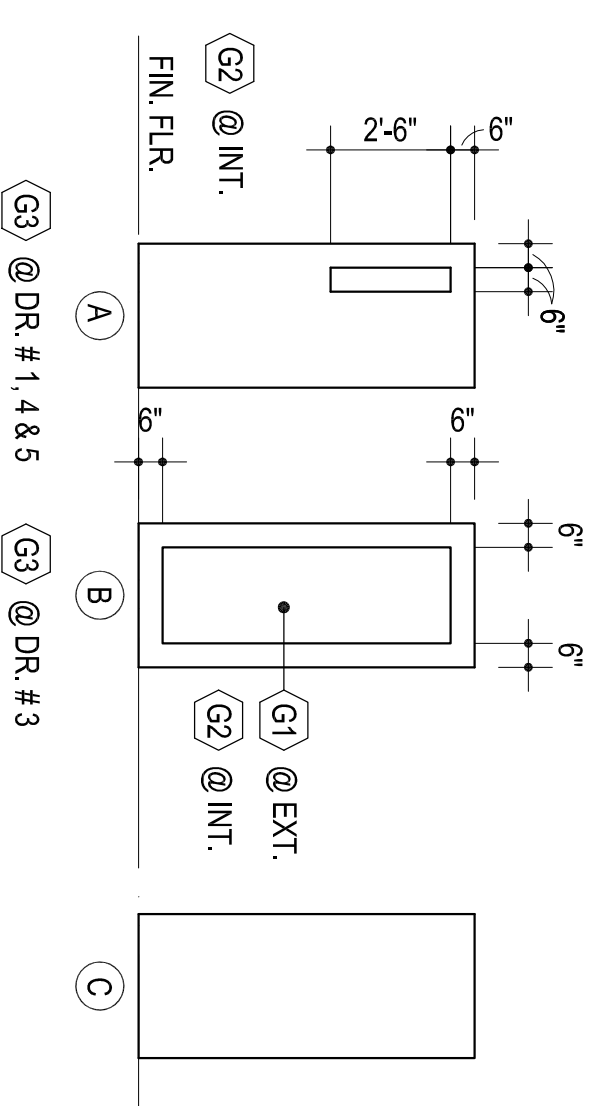 6"
6"
6"
6"
2'-6"
6"
6"
6"
G2 @ INT.
G1 @ EXT.
G2 @ INT.
FIN. FLR.
A
B
C
G3 @ DR. # 1, 4 & 5
G3 @ DR. # 3